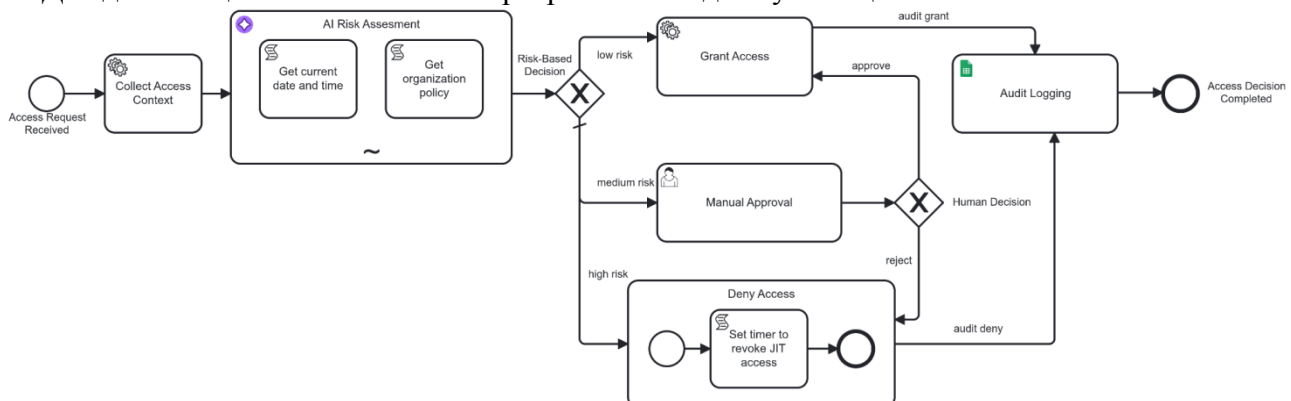 AI Risk Assesment
Get current
date and time
Get
organization
policy
Collect Access
Context
Access Request
Received
Risk-Based
Decision
low risk
medium risk
high risk
Grant Access
audit grant
approve
Manual Approval
Human Decision
reject
Deny Access
Set timer to
revoke JIT
access
audit deny
Audit Logging
Access Decision
Completed